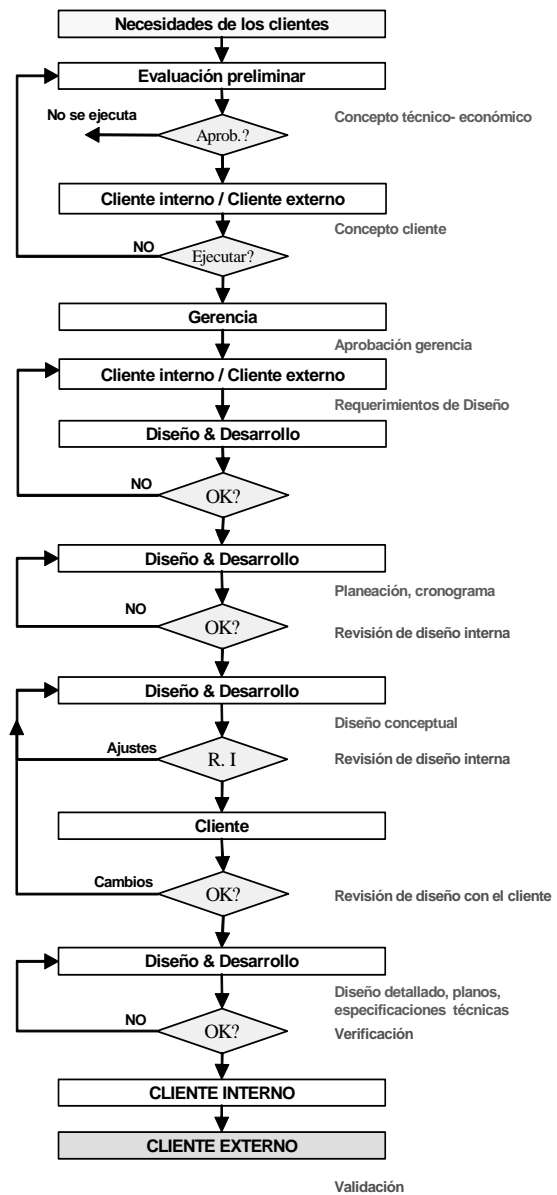 Necesidades de los clientes
Evaluación preliminar
No se ejecuta
Concepto técnico- económico
Aprob.?
Cliente interno / Cliente externo
Concepto cliente
NO
Ejecutar?
Gerencia
Aprobación gerencia
Cliente interno / Cliente externo
Requerimientos de Diseño
Diseño & Desarrollo
NO
OK?
Diseño & Desarrollo
Planeación, cronograma
NO
OK?
Revisión de diseño interna
Diseño & Desarrollo
Diseño conceptual
Ajustes
R. I
Revisión de diseño interna
Cliente
Cambios
OK?
Revisión de diseño con el cliente
Diseño & Desarrollo
Diseño detallado, planos,
especificaciones técnicas
NO
OK?
Verificación
CLIENTE INTERNO
CLIENTE EXTERNO
Validación